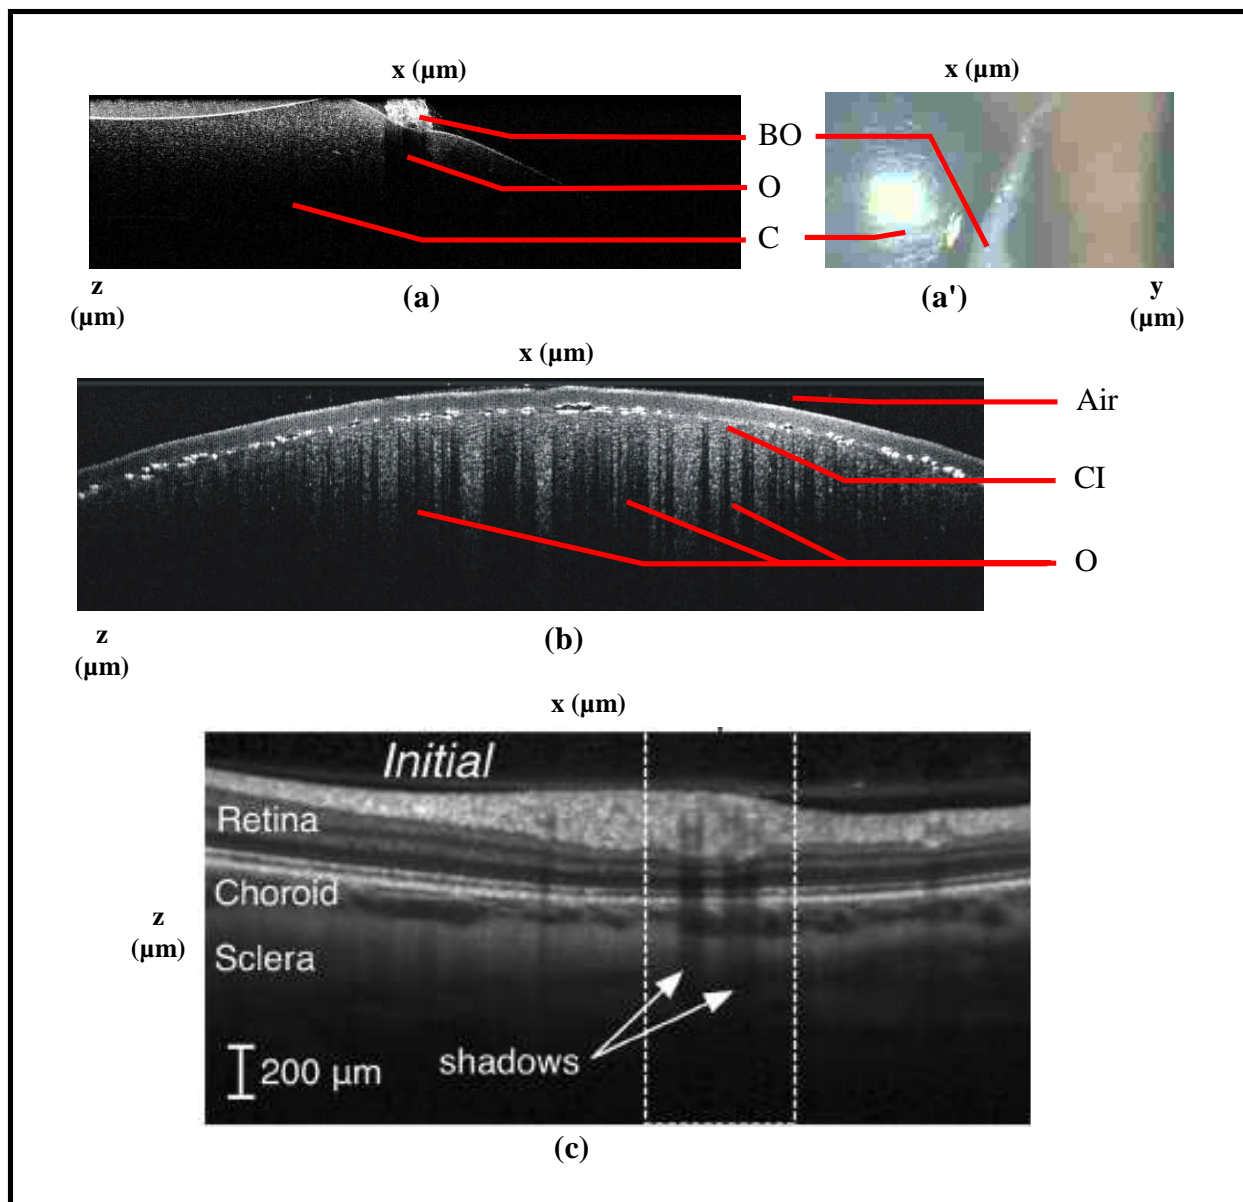 x (µm)
x (µm)
BO
O
C
z
(µm)
(a)
(a')
y
(µm)
x (µm)
Air
CI
O
z
(µm)
(b)
x (µm)
Initial
Retina
Choroid
z
(µm)
Sclera
shadows
200 µm
(c)